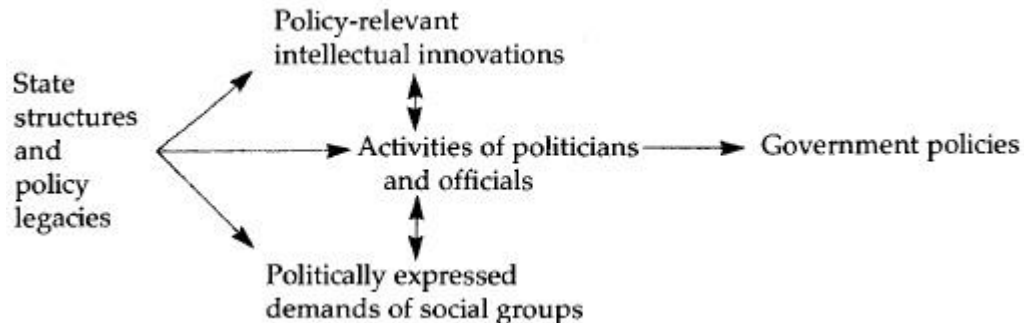 Policy-relevant
intellectual innovations
State
structures
and
policy
legacies
Activities of politicians
and officials
Government policies
Politically expressed
demands of social groups